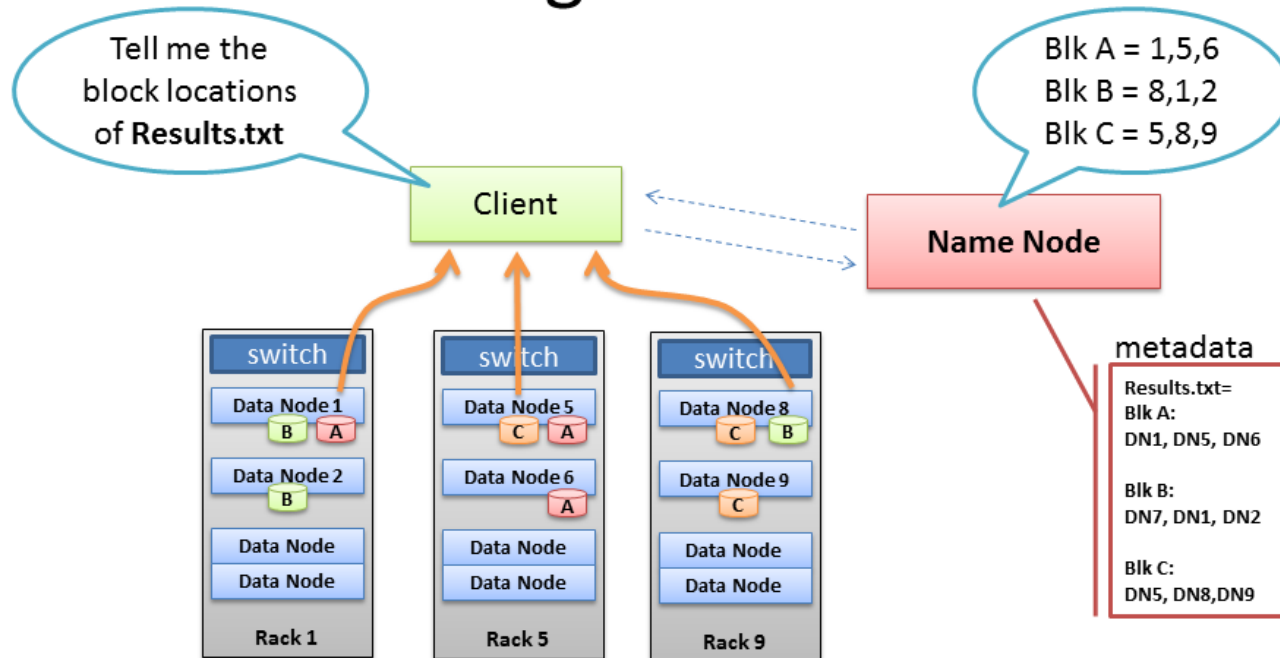 Tell me the
block locations
of Results.txt
Blk A = 1,5,6
Blk B = 8,1,2
Blk C = 5,8,9
Client
Name Node
switch
Data Node 1
B
A
Data Node 2
B
Data Node
Data Node
Rack 1
switch
Data Node 5
C
A
Data Node 6
A
Data Node
Data Node
Rack 5
switch
Data Node 8
C
B
Data Node 9
C
Data Node
Data Node
Rack 9
metadata
Results.txt=
Blk A:
DN1, DN5, DN6
Blk B:
DN7, DN1, DN2
Blk C:
DN5, DN8,DN9